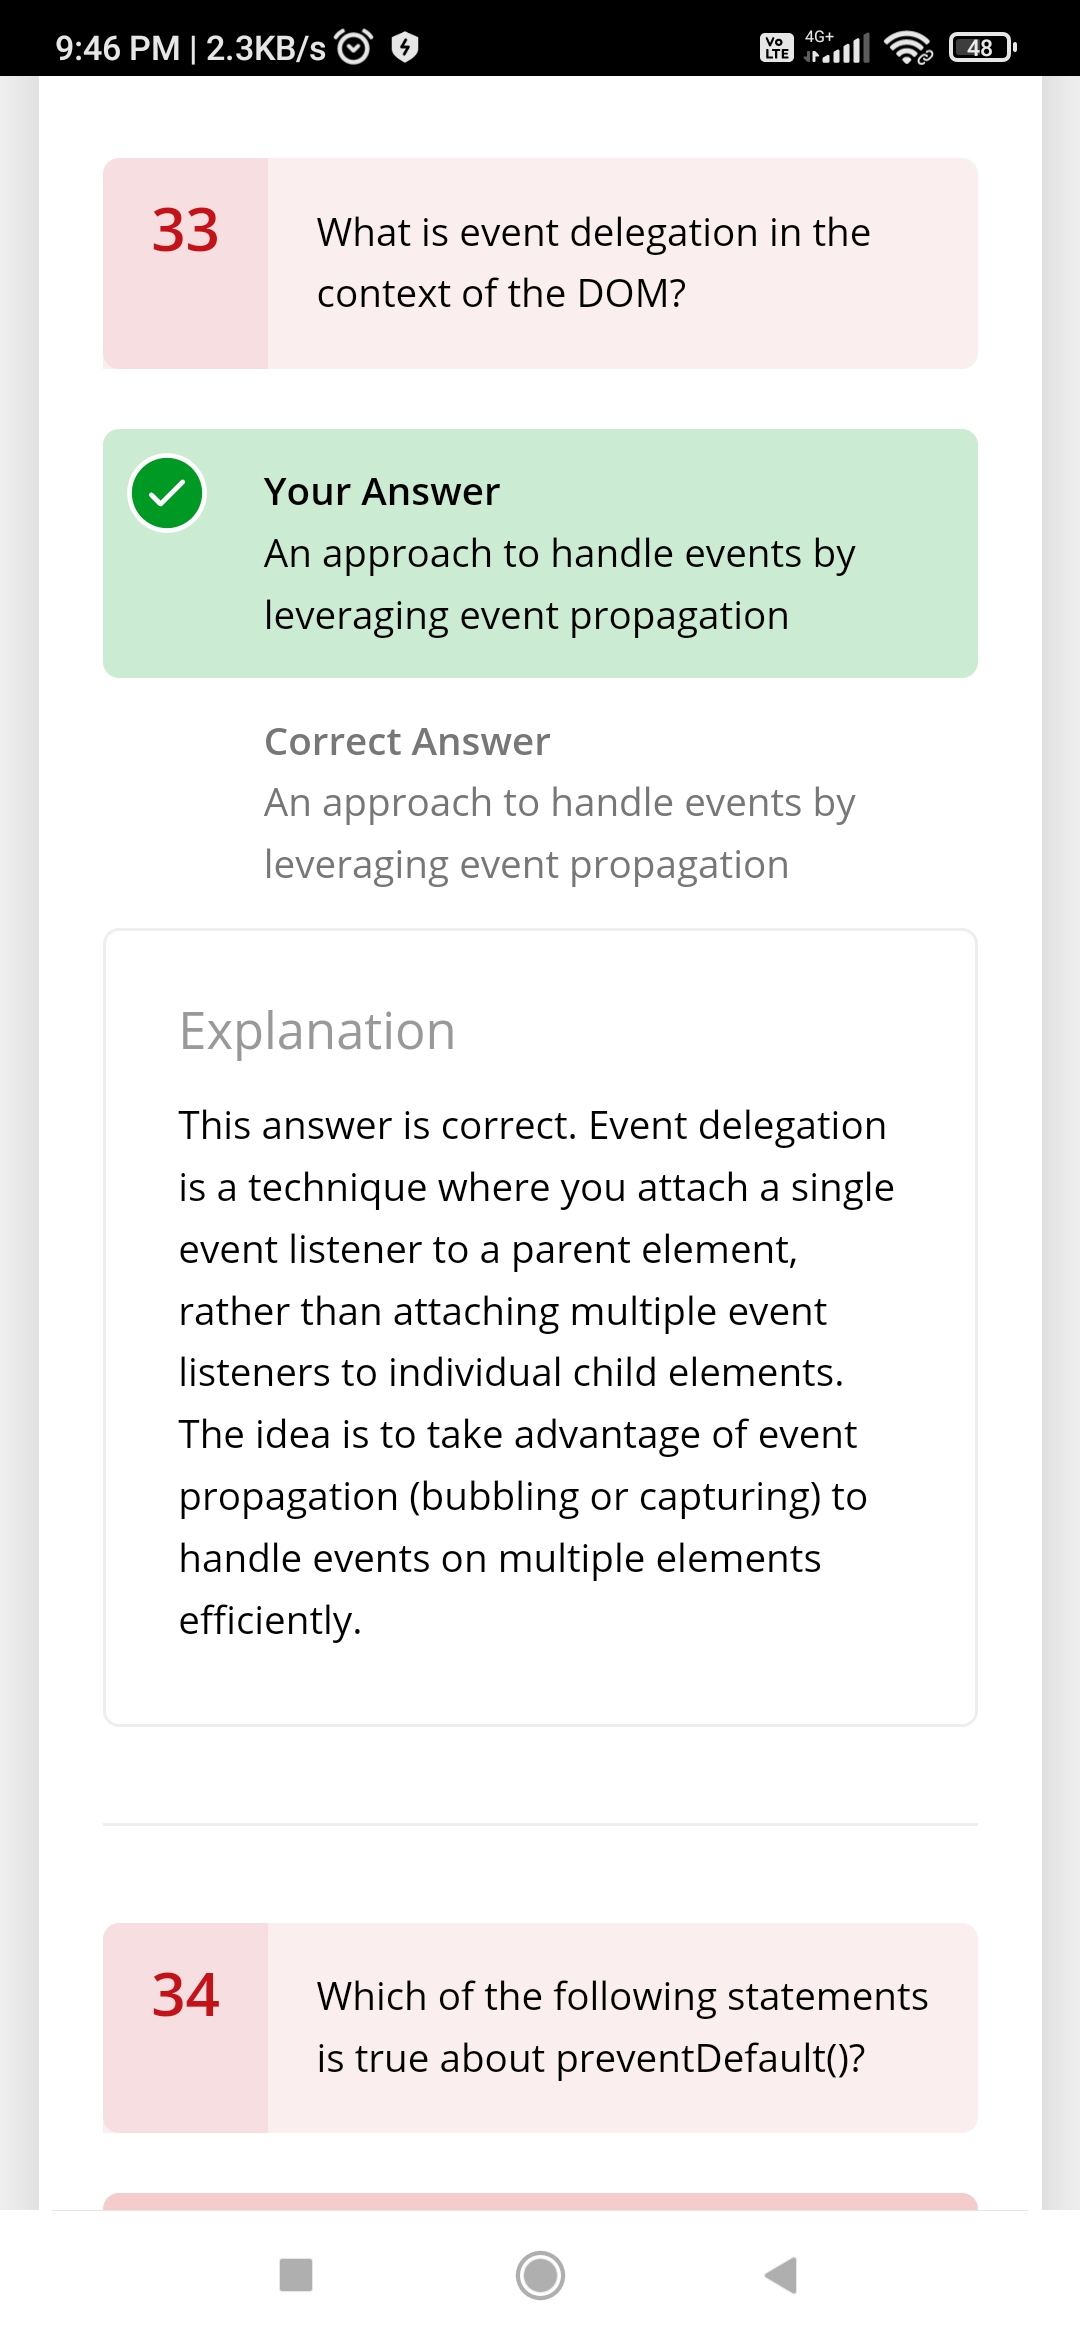 9:46 PM | 2.3KB/s
Vo LTE 4G+ 48
33
What is event delegation in the
context of the DOM?
Your Answer
An approach to handle events by
leveraging event propagation
Correct Answer
An approach to handle events by
leveraging event propagation
Explanation
This answer is correct. Event delegation
is a technique where you attach a single
event listener to a parent element,
rather than attaching multiple event
listeners to individual child elements.
The idea is to take advantage of event
propagation (bubbling or capturing) to
handle events on multiple elements
efficiently.
34
Which of the following statements
is true about preventDefault()?